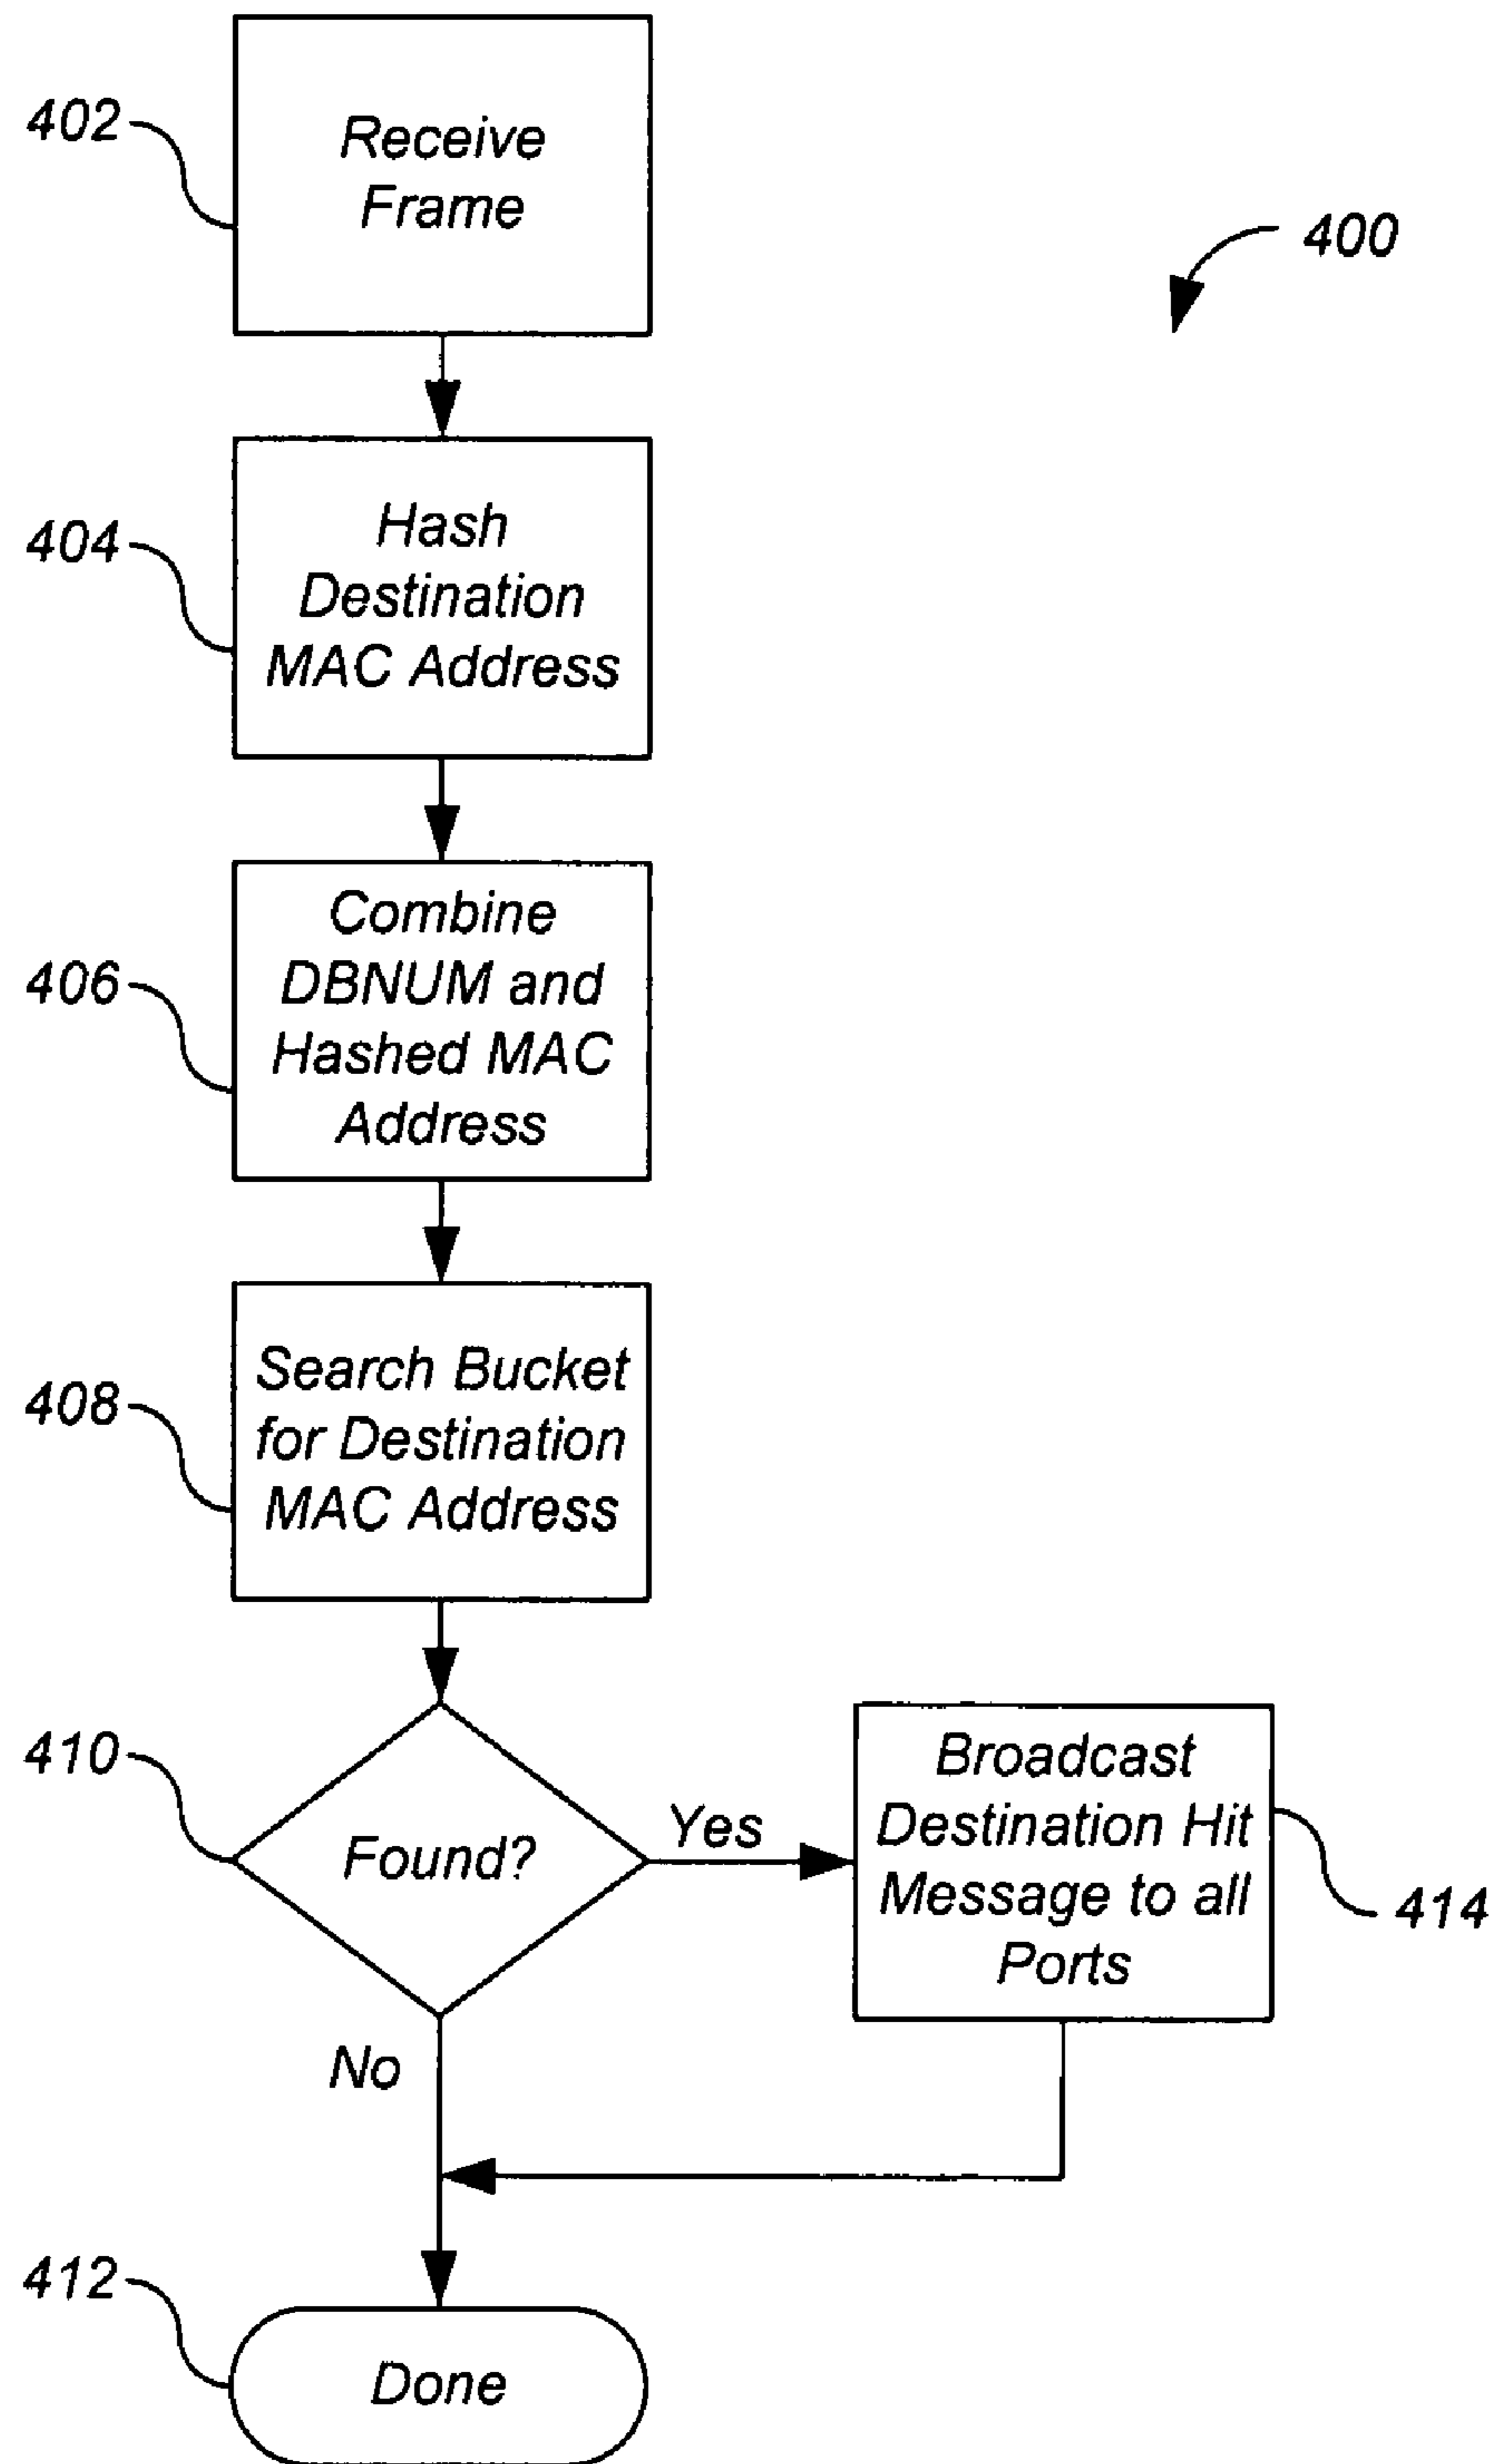 402
Receive
Frame
400
404
Hash
Destination
MAC Address
406
Combine
DBNUM and
Hashed MAC
Address
408
Search Bucket
for Destination
MAC Address
410
Found?
Yes
Broadcast
Destination Hit
Message to all
Ports
414
No
412
Done